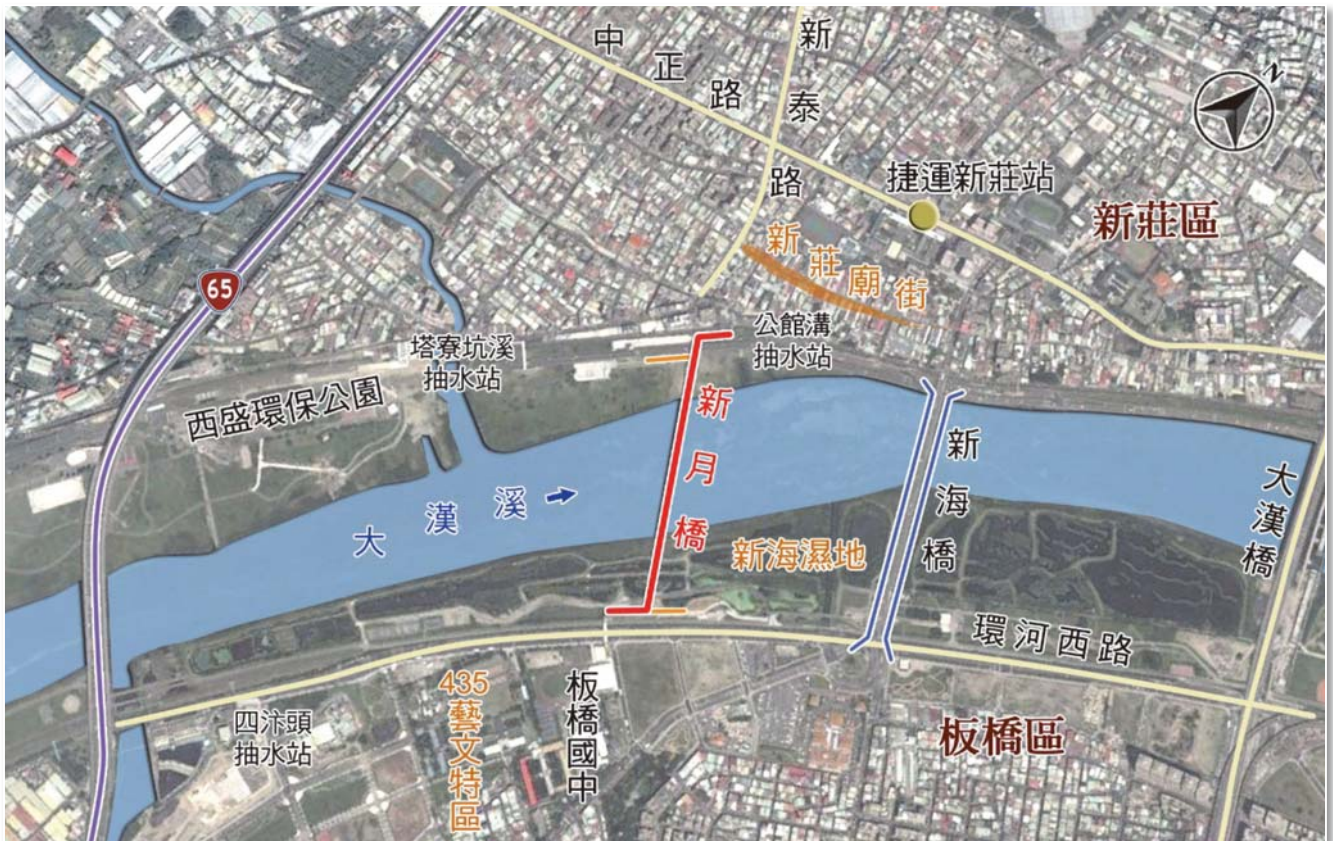 中正路
新泰路
N
捷運新莊站
新莊區
新莊廟街
65
公館溝
抽水站
塔寮坑溪
抽水站
西盛環保公園
新月橋
新海橋
大漢橋
大漢溪
新海濕地
環河西路
435
藝文特區
板橋國中
四汴頭
抽水站
板橋區